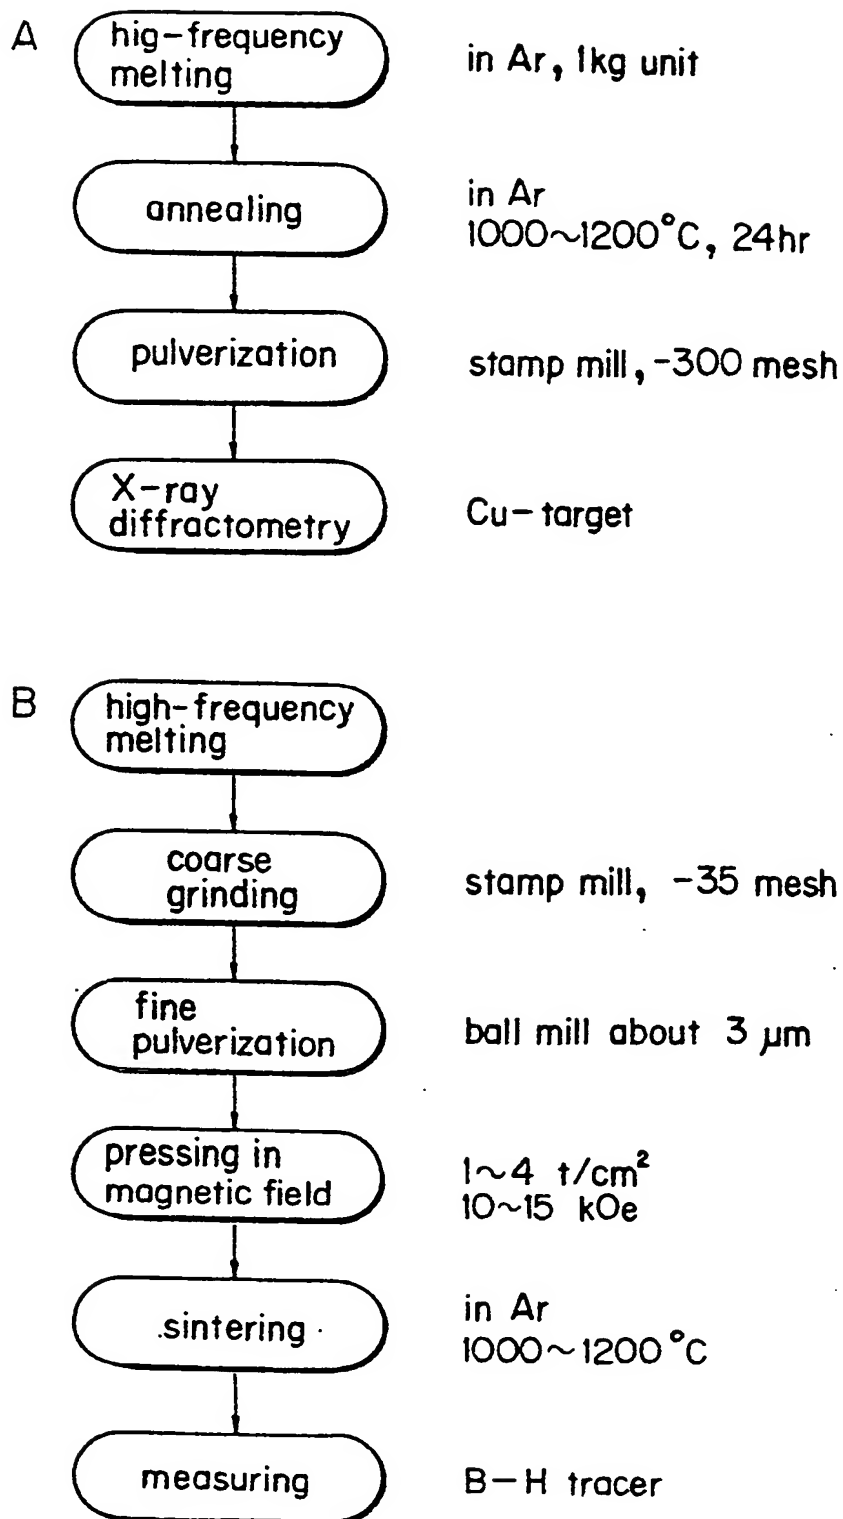 A
hig-frequency
melting
in Ar, 1kg unit
annealing
in Ar
1000~1200°C, 24hr
pulverization
stamp mill, -300 mesh
X-ray
diffractometry
Cu-target
B
high-frequency
melting
coarse
grinding
stamp mill, -35 mesh
fine
pulverization
ball mill about 3 µm
pressing in
magnetic field
1~4 t/cm²
10~15 kOe
sintering
in Ar
1000~1200°C
measuring
B-H tracer